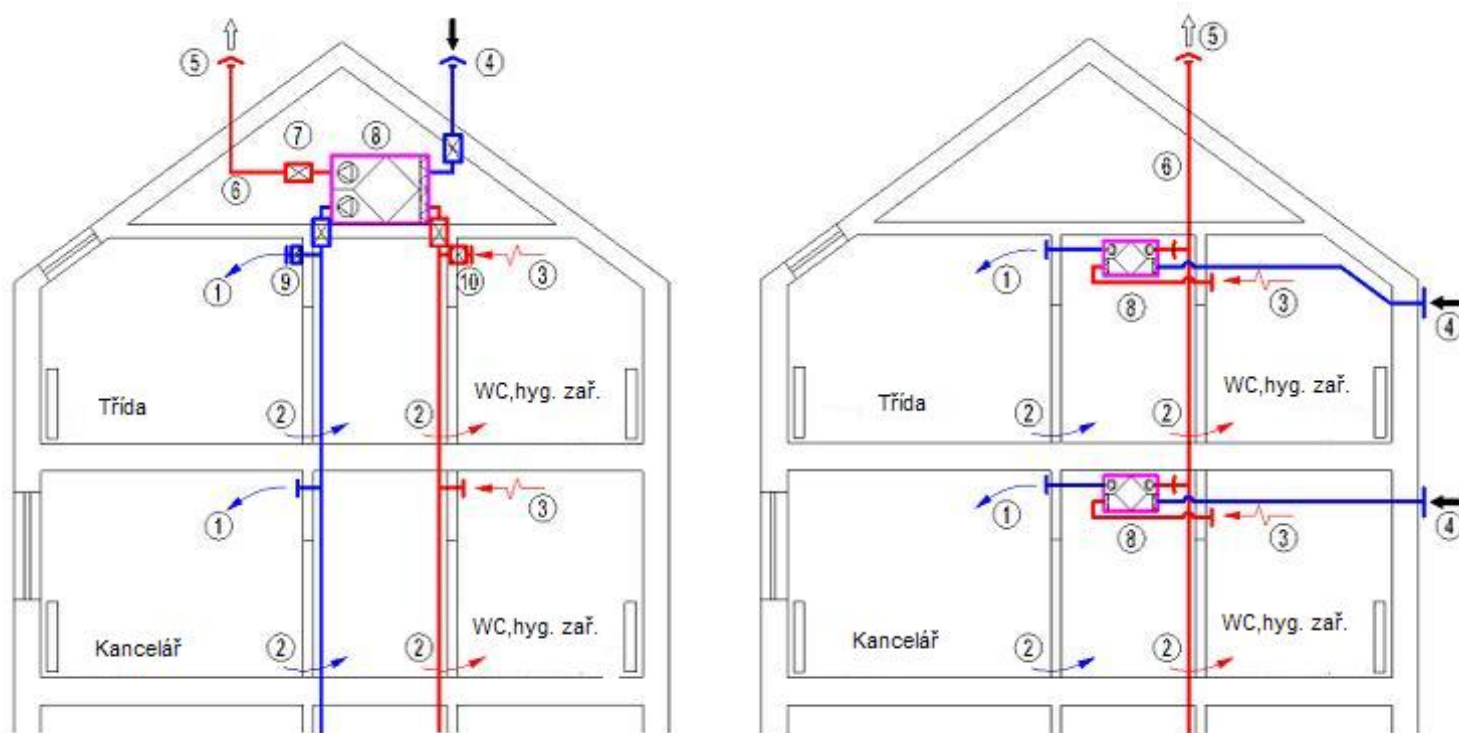 5 4 5
7 8
6 6
1 9 10 3 1 8 3 4
Třída WC,hyg. zař. Třída WC,hyg. zař.
2 2 2 2
1 3 1 8 3 4
Kancelář WC,hyg. zař. Kancelář WC,hyg. zař.
2 2 2 2